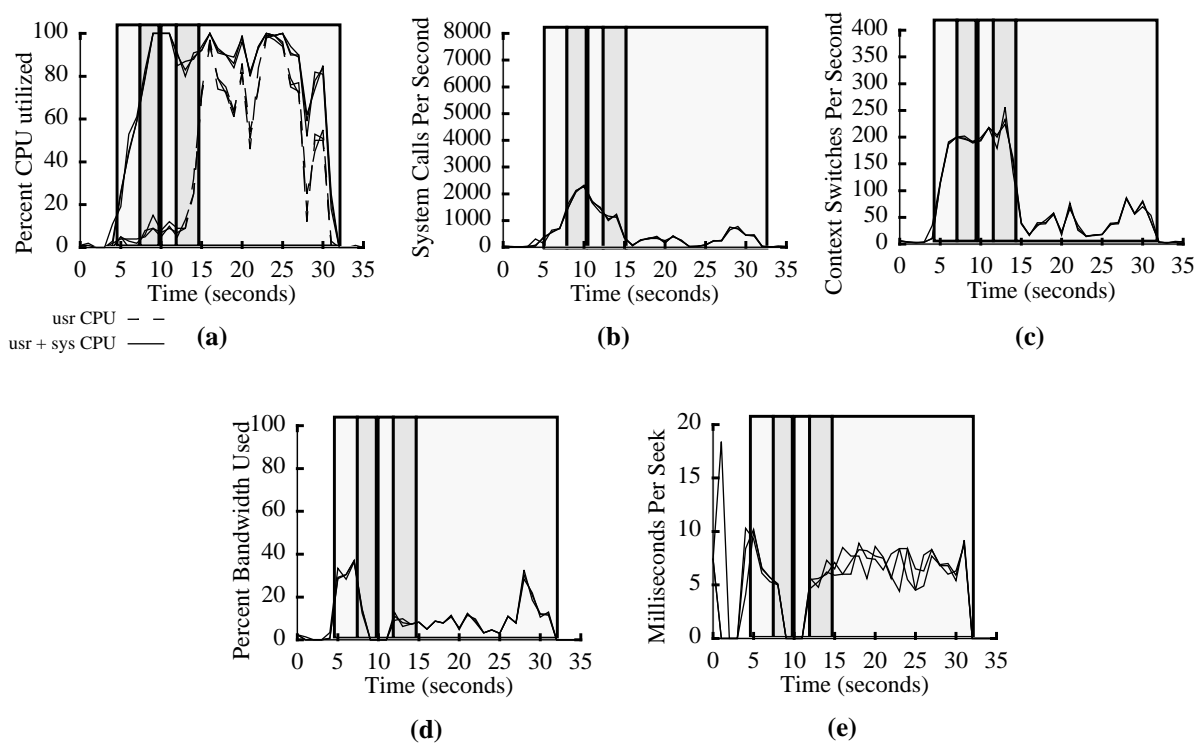 Percent CPU utilized
100
80
60
40
20
0
0 5 10 15 20 25 30 35
Time (seconds)
usr CPU
usr + sys CPU
(a)
System Calls Per Second
8000
7000
6000
5000
4000
3000
2000
1000
0
0 5 10 15 20 25 30 35
Time (seconds)
(b)
Context Switches Per Second
400
350
300
250
200
150
100
50
0
0 5 10 15 20 25 30 35
Time (seconds)
(c)
Percent Bandwidth Used
100
80
60
40
20
0
0 5 10 15 20 25 30 35
Time (seconds)
(d)
Milliseconds Per Seek
20
15
10
5
0
0 5 10 15 20 25 30 35
Time (seconds)
(e)